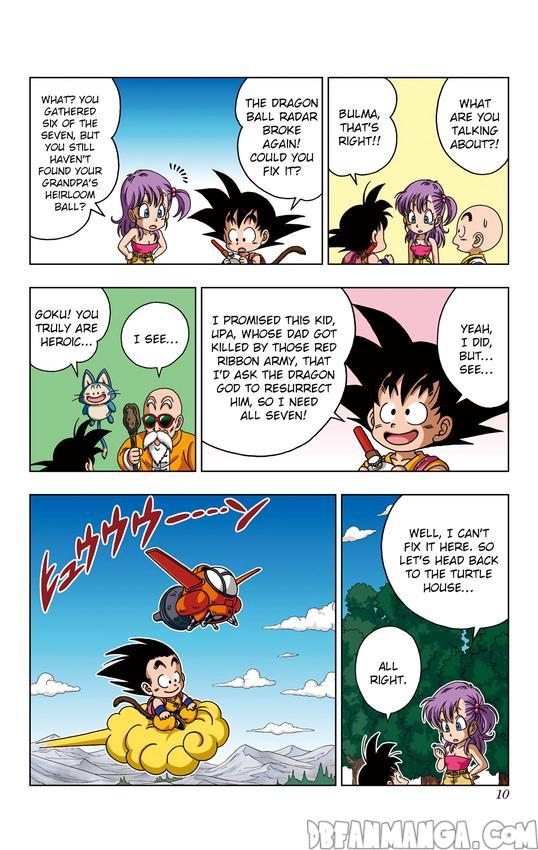 WHAT ARE
YOU
TALKING
ABOUT?!
BULMA,
THAT'S
RIGHT!!
THE DRAGON
BALL RADAR
BROKE
AGAIN!
COULD YOU
FIX IT?
WHAT? YOU
GATHERED
SIX OF THE
SEVEN, BUT
YOU STILL
HAVEN'T
FOUND YOUR
GRANDPA'S
HEIRLOOM
BALL?
YEAH,
I DID,
BUT...
SEE...
I PROMISED THIS KID,
UPA, WHOSE DAD GOT
KILLED BY THOSE RED
RIBBON ARMY, THAT
I'D ASK THE DRAGON
GOD TO RESURRECT
HIM, SO I NEED
ALL SEVEN!
I SEE...
GOKU! YOU
TRULY ARE
HEROIC...
WELL, I CAN'T
FIX IT HERE. SO
LET'S HEAD BACK
TO THE TURTLE
HOUSE...
ALL
RIGHT.
ヒュウウウーーーン
10
DBFANMANGA.COM